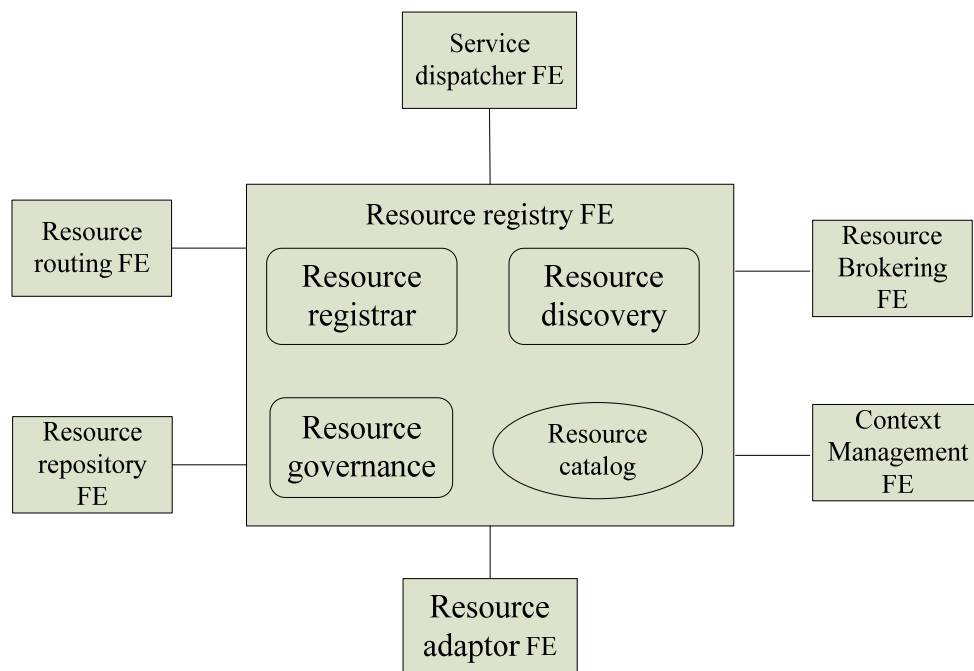 Service
dispatcher FE
Resource registry FE
Resource
routing FE
Resource
registrar
Resource
discovery
Resource
Brokering
FE
Resource
repository
FE
Resource
governance
Resource
catalog
Context
Management
FE
Resource
adaptor FE